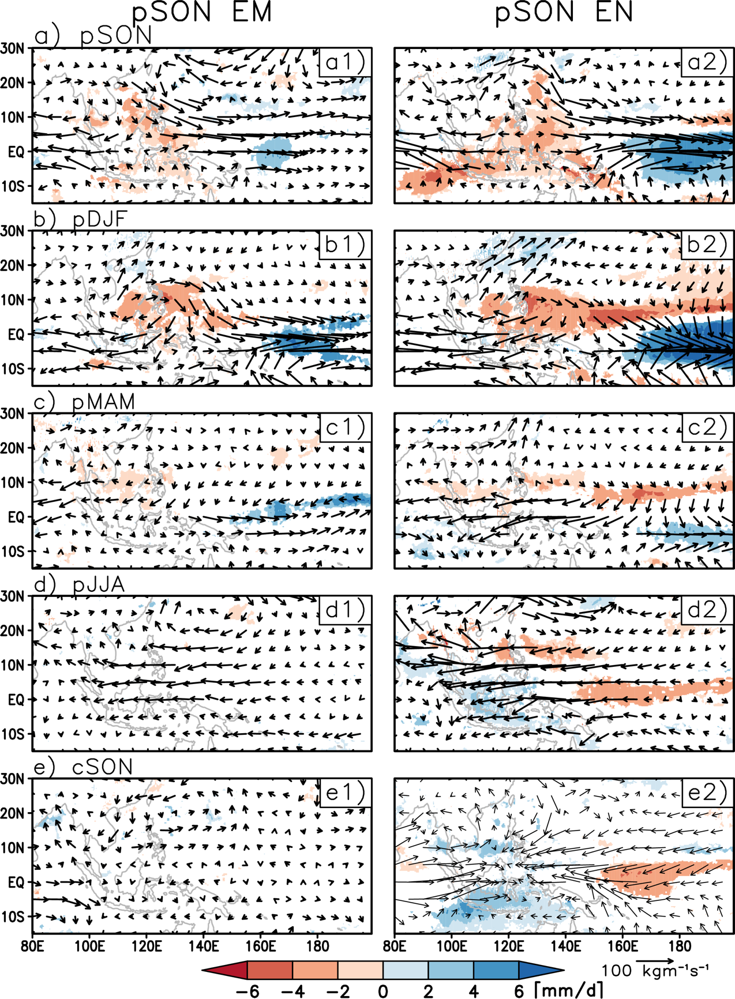 pSON EM
pSON EN
a) pSON
30N
20N
10N
EQ
10S
a1)
a2)
b) pDJF
30N
20N
10N
EQ
10S
b1)
b2)
c) pMAM
30N
20N
10N
EQ
10S
c1)
c2)
d) pJJA
30N
20N
10N
EQ
10S
d1)
d2)
e) cSON
30N
20N
10N
EQ
10S
e1)
e2)
80E 100E 120E 140E 160E 180
80E 100E 120E 140E 160E 180
100 kgm⁻¹s⁻¹
−6 −4 −2 0 2 4 6 [mm/d]